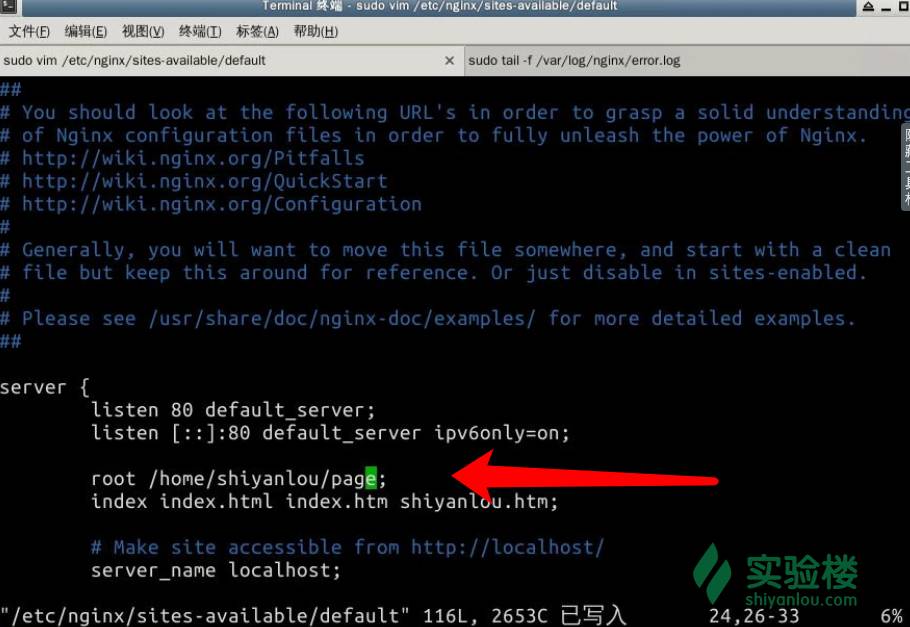 Terminal 终端 - sudo vim /etc/nginx/sites-available/default
文件(F) 编辑(E) 视图(V) 终端(T) 标签(A) 帮助(H)
sudo vim /etc/nginx/sites-available/default × sudo tail -f /var/log/nginx/error.log
##
# You should look at the following URL's in order to grasp a solid understanding
# of Nginx configuration files in order to fully unleash the power of Nginx.
# http://wiki.nginx.org/Pitfalls
# http://wiki.nginx.org/QuickStart
# http://wiki.nginx.org/Configuration
#
# Generally, you will want to move this file somewhere, and start with a clean
# file but keep this around for reference. Or just disable in sites-enabled.
#
# Please see /usr/share/doc/nginx-doc/examples/ for more detailed examples.
##
server {
listen 80 default_server;
listen [::]:80 default_server ipv6only=on;
root /home/shiyanlou/page;
index index.html index.htm shiyanlou.htm;
# Make site accessible from http://localhost/
server_name localhost;
实验楼
shiyanlou.com
"/etc/nginx/sites-available/default" 116L, 2653C 已写入 24,26-33 6%